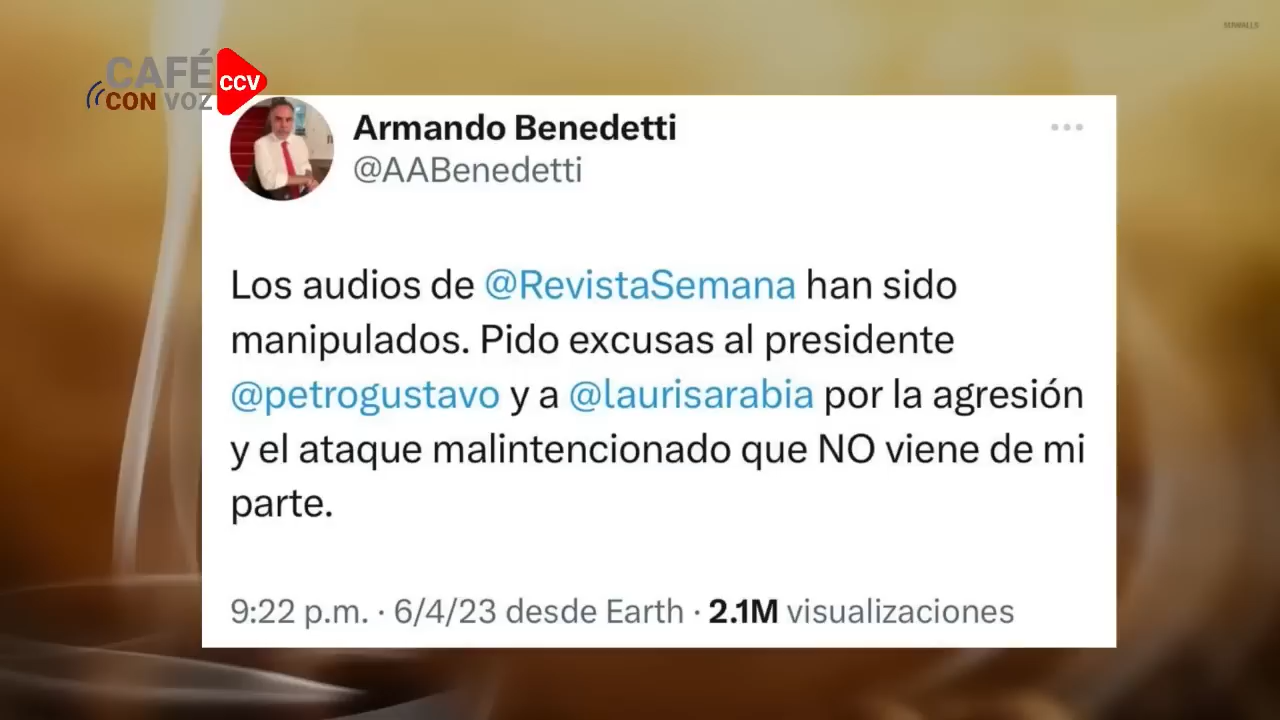 CAFÉ
CON VOZ
CCV
Armando Benedetti
@AABenedetti
Los audios de @RevistaSemana han sido
manipulados. Pido excusas al presidente
@petrogustavo y a @laurisarabia por la agresión
y el ataque malintencionado que NO viene de mi
parte.
9:22 p.m. · 6/4/23 desde Earth · 2.1M visualizaciones